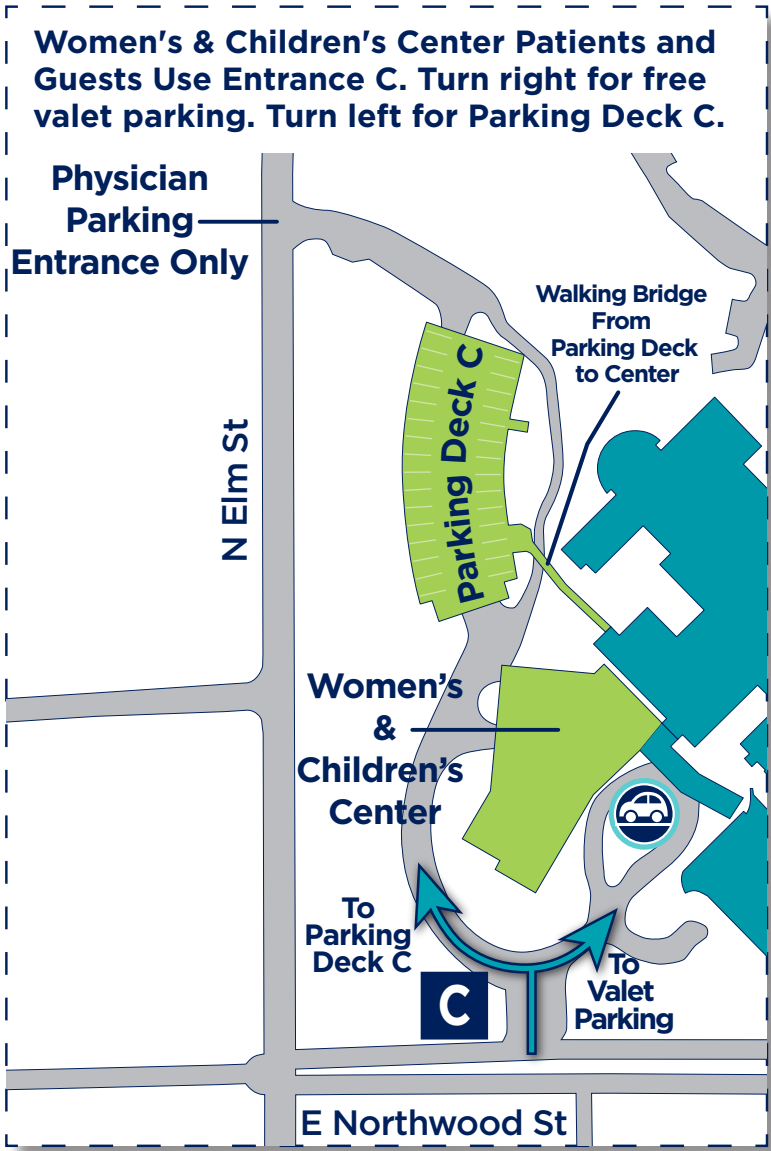 Women's & Children's Center Patients and
Guests Use Entrance C. Turn right for free
valet parking. Turn left for Parking Deck C.
Physician
Parking
Entrance Only
Walking Bridge
From
Parking Deck
to Center
Parking Deck C
N Elm St
Women’s
&
Children’s
Center
To
Parking
Deck C
C
To
Valet
Parking
E Northwood St